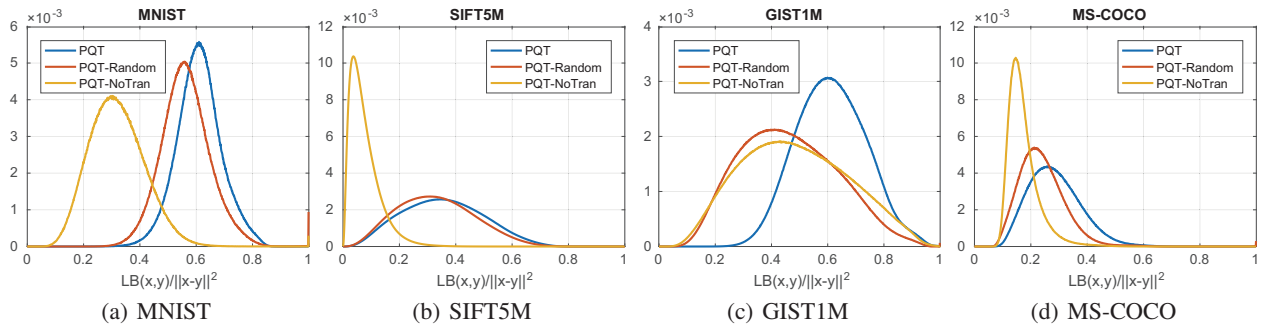 MNIST
×10⁻³
6
5
4
3
2
1
0
0 0.2 0.4 0.6 0.8 1
PQT
PQT-Random
PQT-NoTran
LB(x,y)/||x-y||²
(a) MNIST
SIFT5M
×10⁻³
12
10
8
6
4
2
0
0 0.2 0.4 0.6 0.8 1
PQT
PQT-Random
PQT-NoTran
LB(x,y)/||x-y||²
(b) SIFT5M
GIST1M
×10⁻³
4
3
2
1
0
0 0.2 0.4 0.6 0.8 1
PQT
PQT-Random
PQT-NoTran
LB(x,y)/||x-y||²
(c) GIST1M
MS-COCO
×10⁻³
12
10
8
6
4
2
0
0 0.2 0.4 0.6 0.8 1
PQT
PQT-Random
PQT-NoTran
LB(x,y)/||x-y||²
(d) MS-COCO